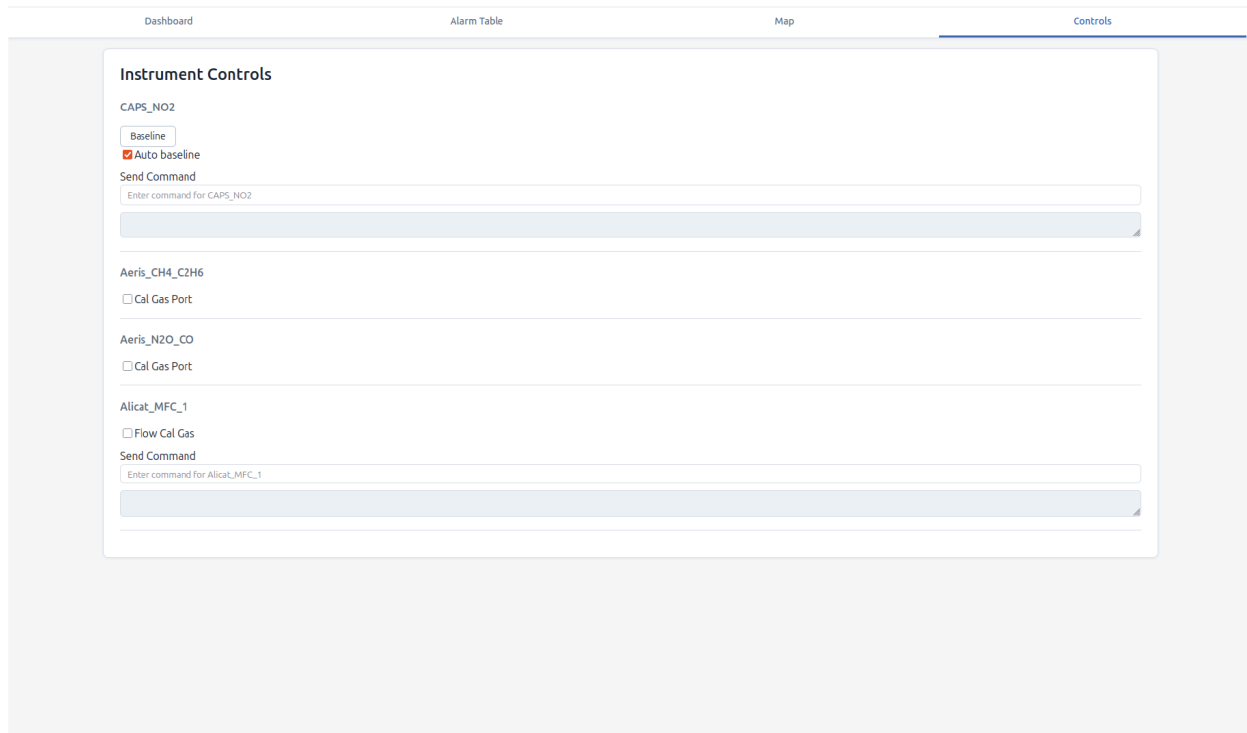 Dashboard Alarm Table Map Controls
Instrument Controls
CAPS_NO2
Baseline
Auto baseline
Send Command
Enter command for CAPS_NO2
Aeris_CH4_C2H6
Cal Gas Port
Aeris_N2O_CO
Cal Gas Port
Alicat_MFC_1
Flow Cal Gas
Send Command
Enter command for Alicat_MFC_1